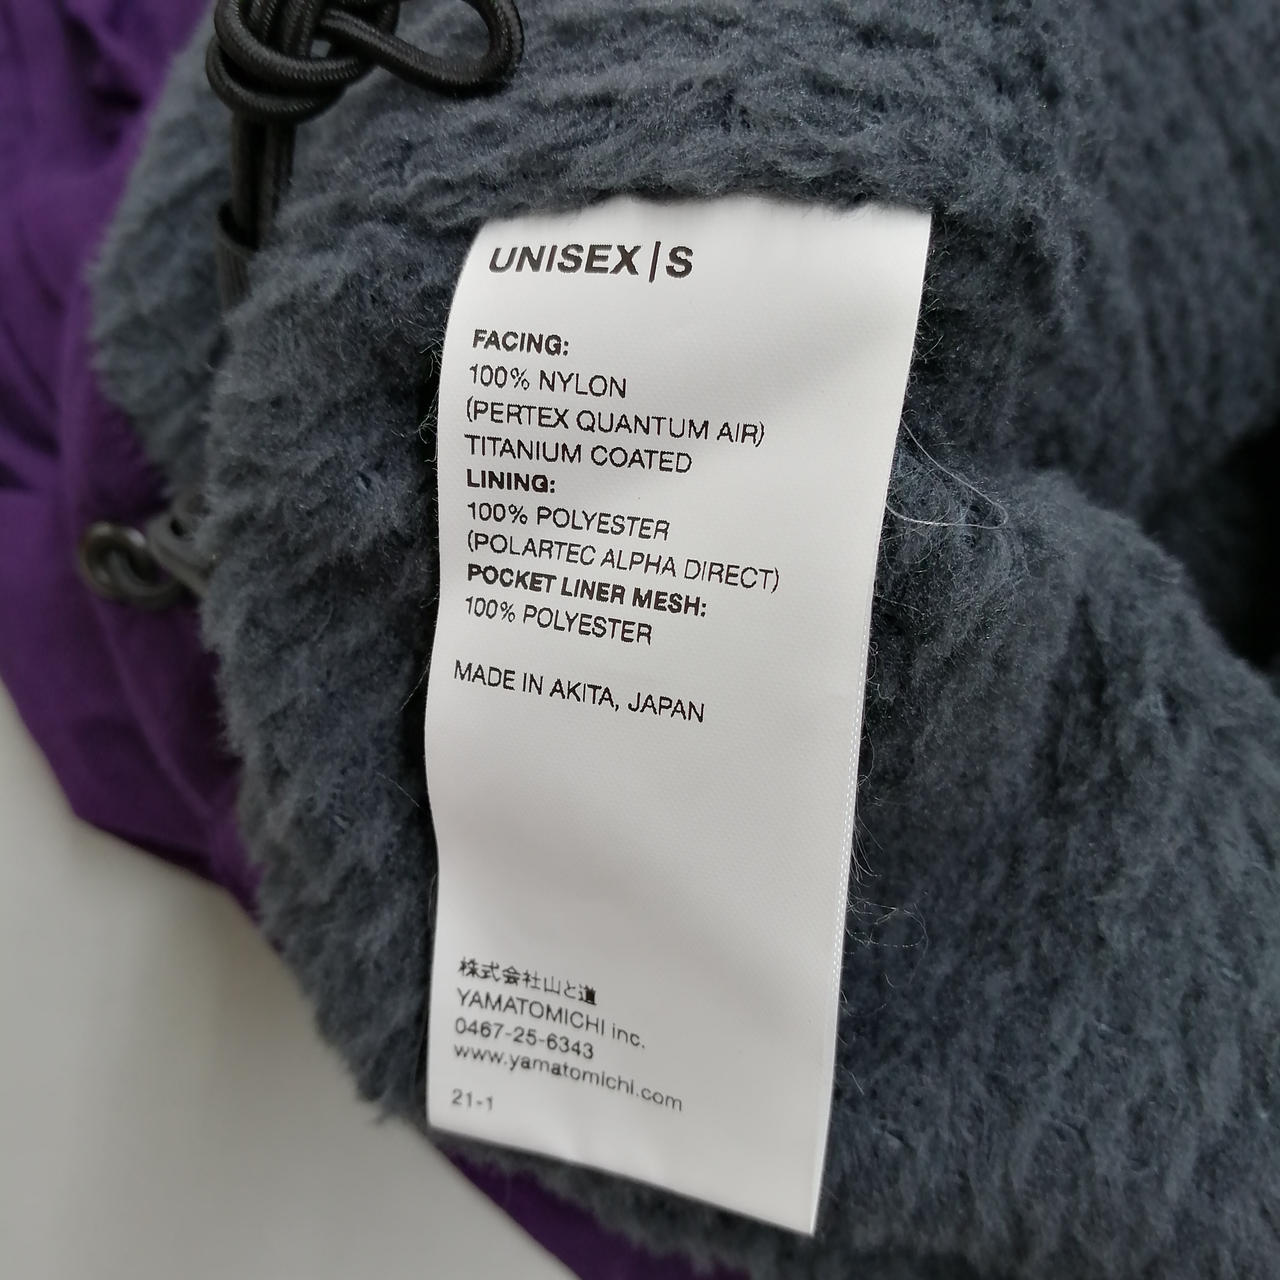 UNISEX|S
FACING:
100% NYLON
(PERTEX QUANTUM AIR)
TITANIUM COATED
LINING:
100% POLYESTER
(POLARTEC ALPHA DIRECT)
POCKET LINER MESH:
100% POLYESTER
MADE IN AKITA, JAPAN
株式会社山と道
YAMATOMICHI inc.
0467-25-6343
www.yamatomichi.com
21-1